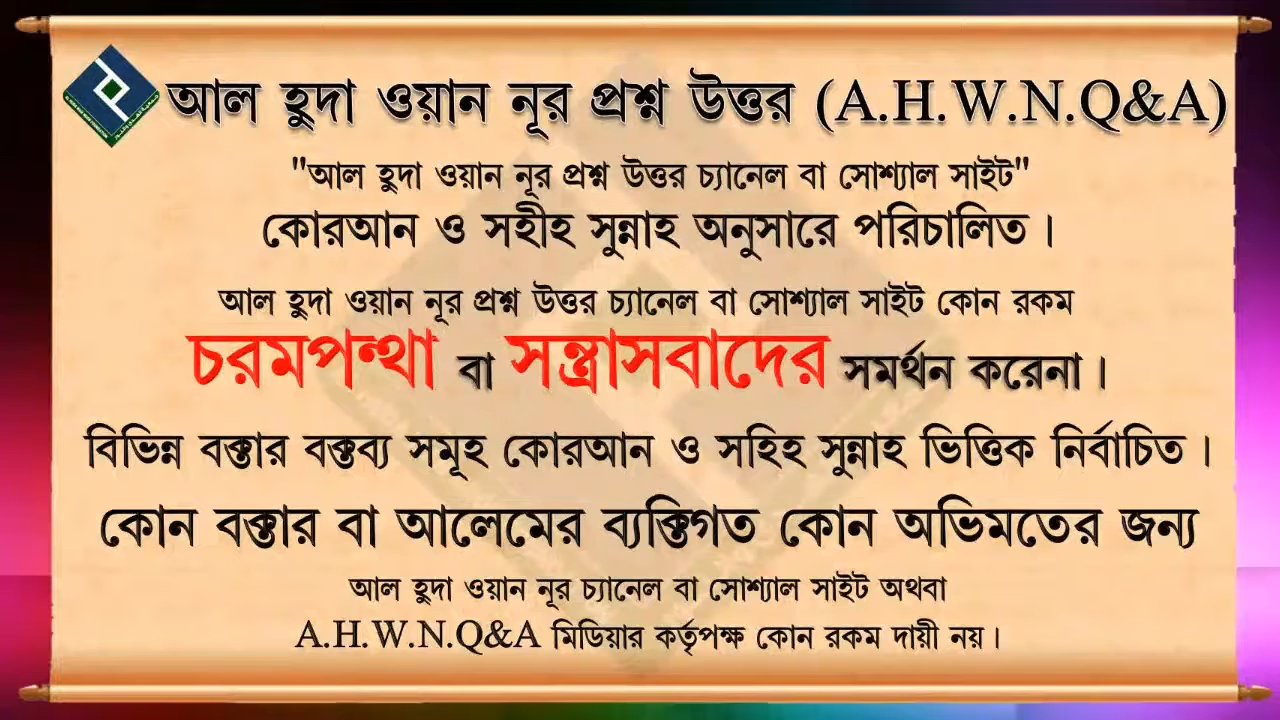 আল হুদা ওয়ান নূর প্রশ্ন উত্তর (A.H.W.N.Q&A)
"আল হুদা ওয়ান নূর প্রশ্ন উত্তর চ্যানেল বা সোশ্যাল সাইট"
কোরআন ও সহীহ সুন্নাহ অনুসারে পরিচালিত।
আল হুদা ওয়ান নূর প্রশ্ন উত্তর চ্যানেল বা সোশ্যাল সাইট কোন রকম
চরমপন্থা বা সন্ত্রাসবাদের সমর্থন করেনা।
বিভিন্ন বক্তার বক্তব্য সমূহ কোরআন ও সহিহ সুন্নাহ ভিত্তিক নির্বাচিত।
কোন বক্তার বা আলেমের ব্যক্তিগত কোন অভিমতের জন্য
আল হুদা ওয়ান নূর চ্যানেল বা সোশ্যাল সাইট অথবা
A.H.W.N.Q&A মিডিয়ার কর্তৃপক্ষ কোন রকম দায়ী নয়।